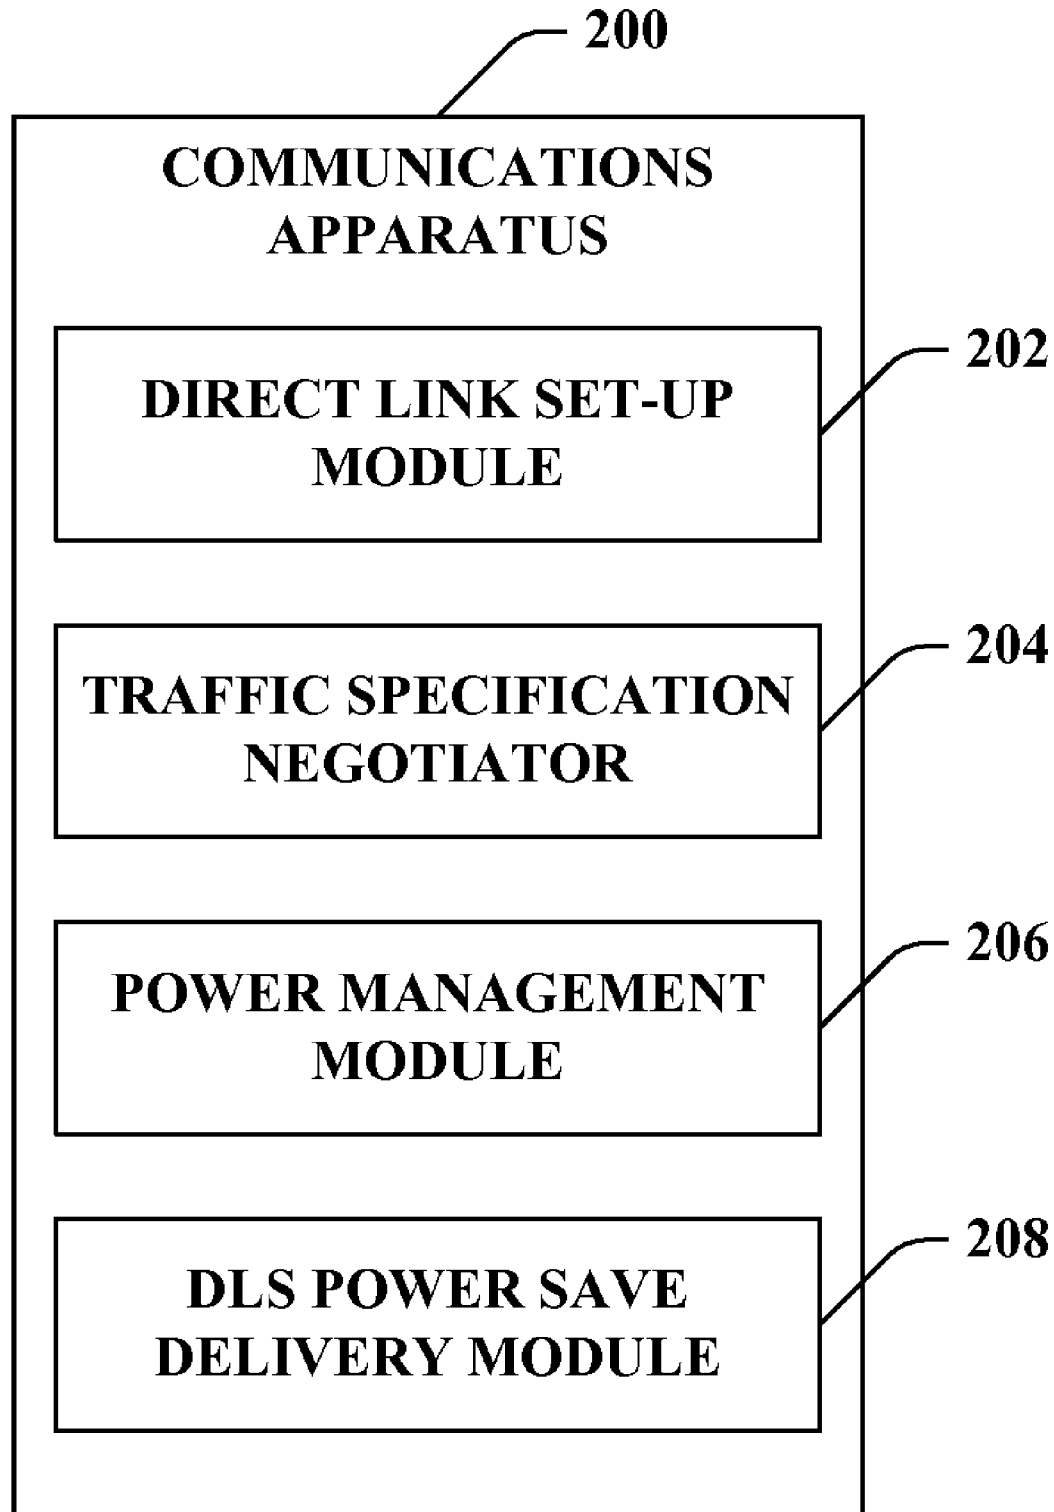 200
COMMUNICATIONS
APPARATUS
202
DIRECT LINK SET-UP
MODULE
204
TRAFFIC SPECIFICATION
NEGOTIATOR
206
POWER MANAGEMENT
MODULE
208
DLS POWER SAVE
DELIVERY MODULE